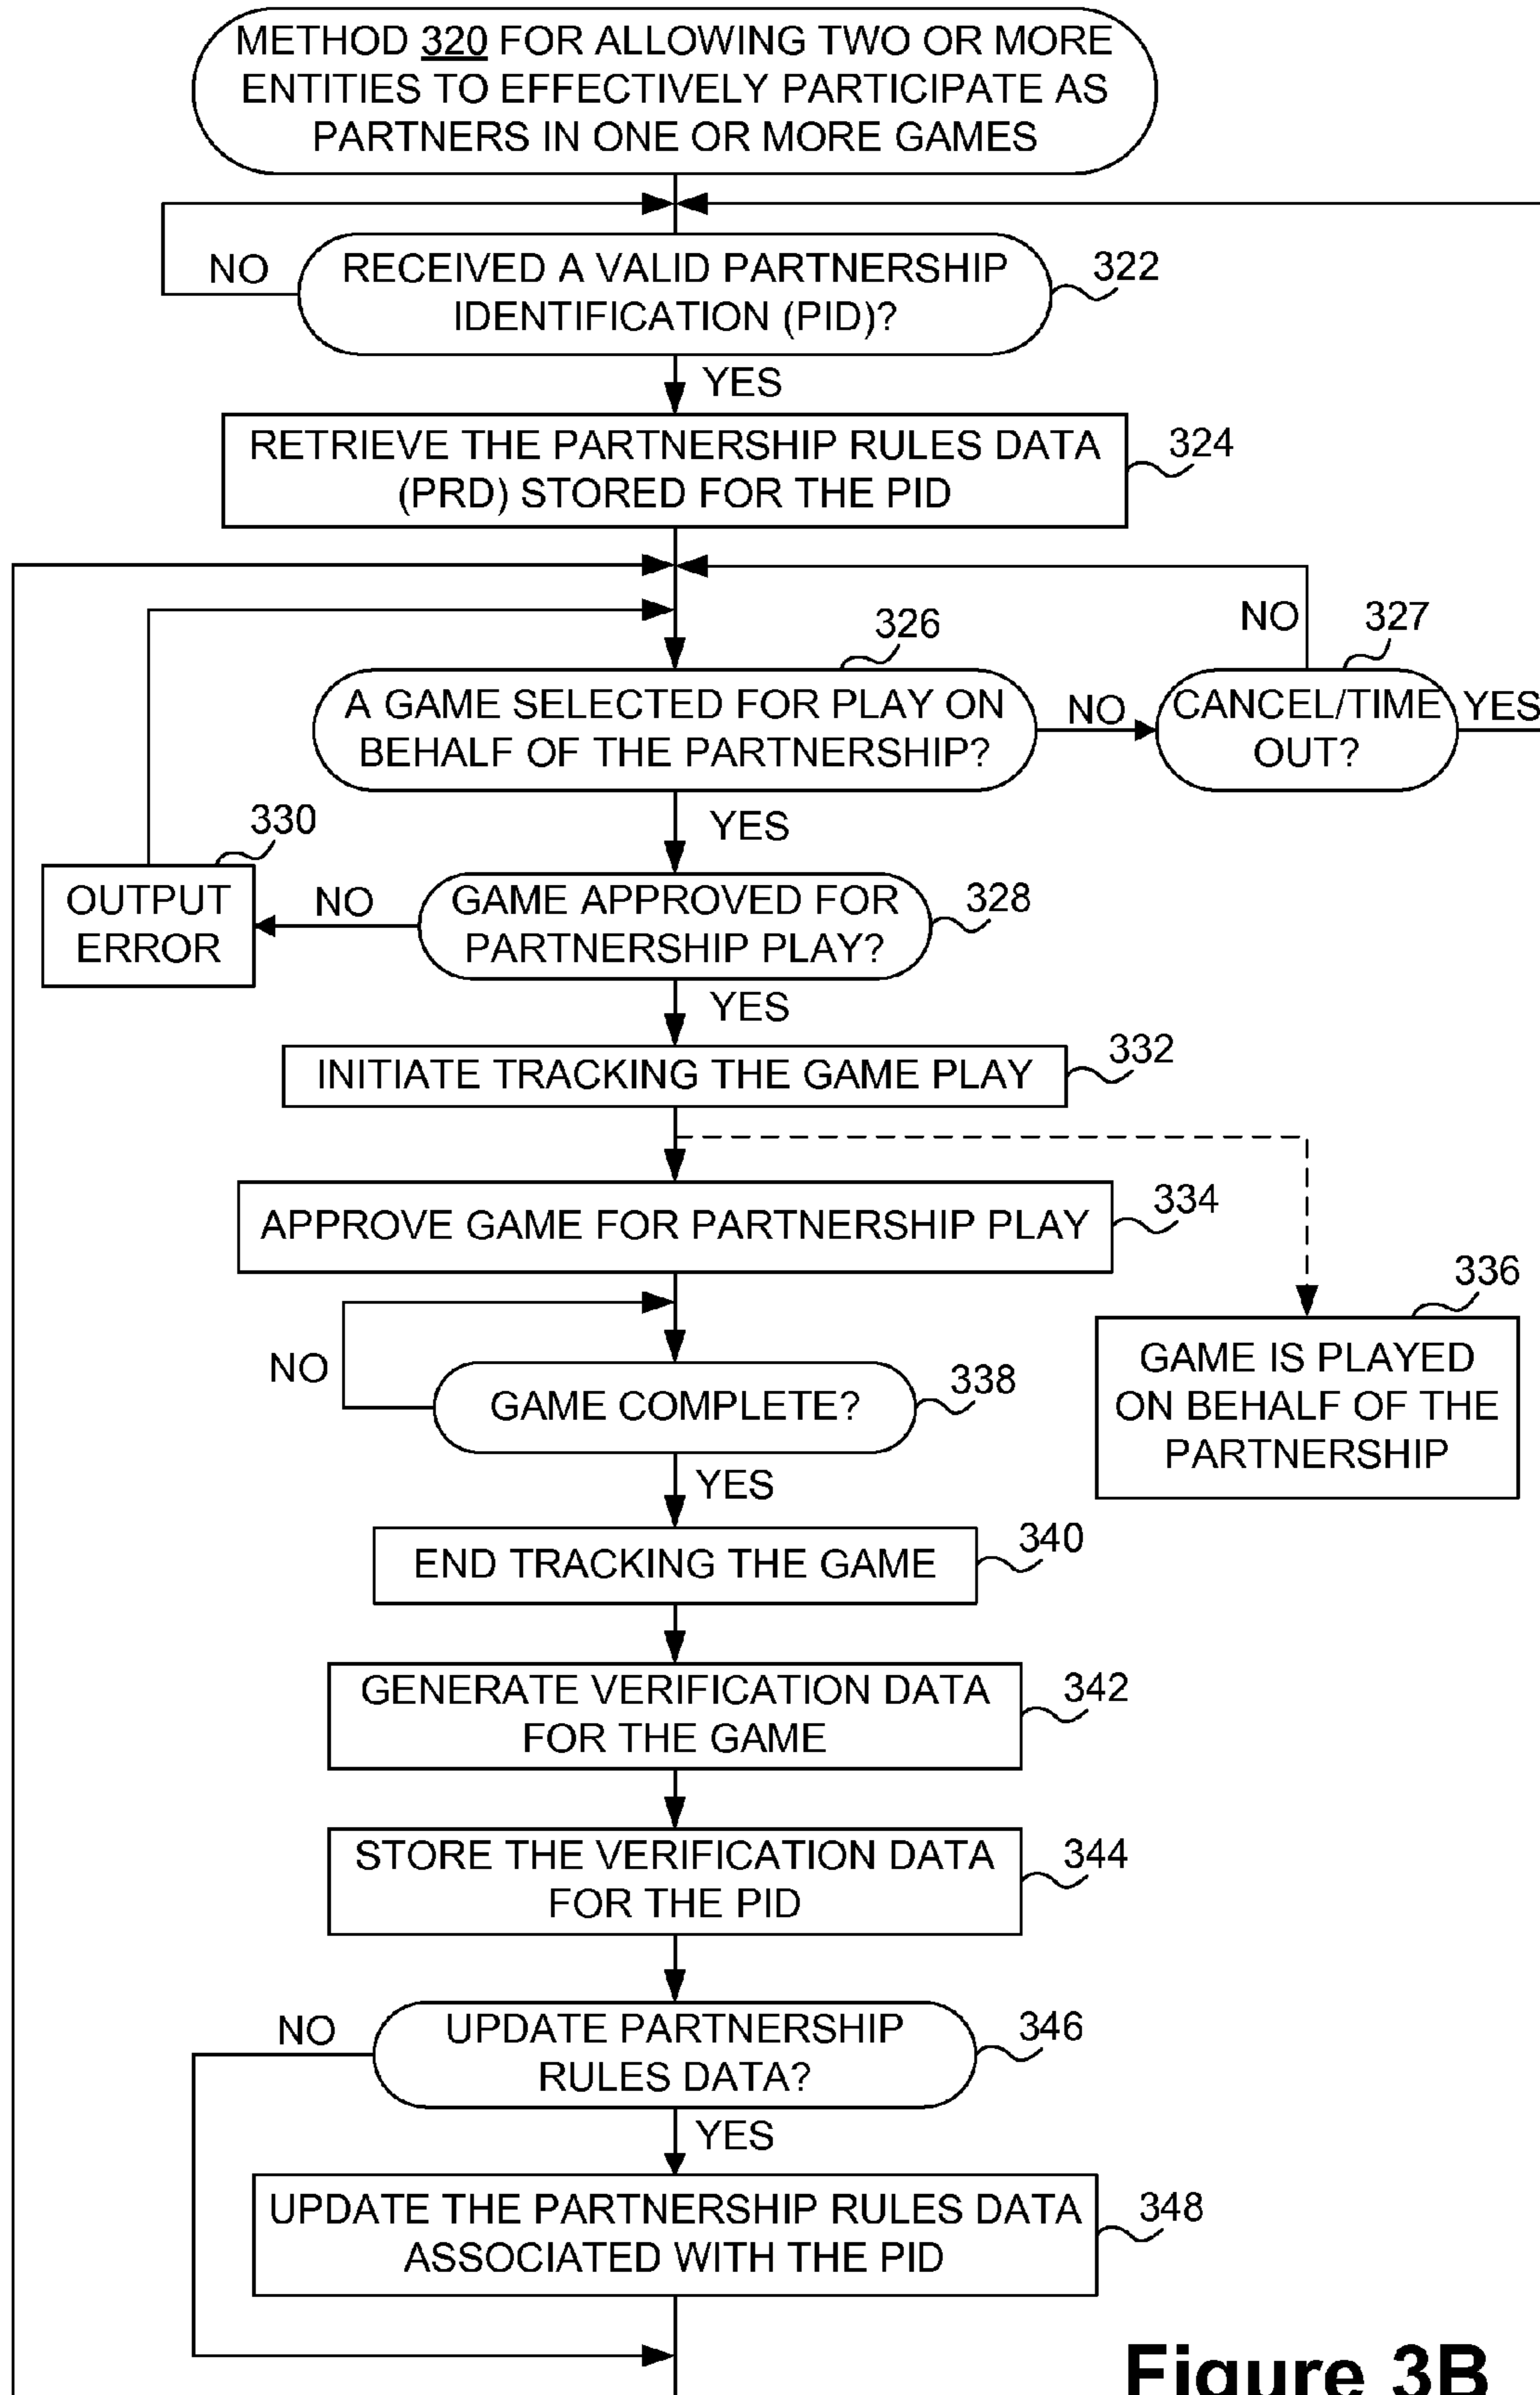 METHOD 320 FOR ALLOWING TWO OR MORE
ENTITIES TO EFFECTIVELY PARTICIPATE AS
PARTNERS IN ONE OR MORE GAMES
NO
RECEIVED A VALID PARTNERSHIP
IDENTIFICATION (PID)?
322
YES
RETRIEVE THE PARTNERSHIP RULES DATA
(PRD) STORED FOR THE PID
324
326
NO
327
A GAME SELECTED FOR PLAY ON
BEHALF OF THE PARTNERSHIP?
NO
CANCEL/TIME
OUT?
YES
YES
330
OUTPUT
ERROR
NO
GAME APPROVED FOR
PARTNERSHIP PLAY?
328
YES
INITIATE TRACKING THE GAME PLAY
332
APPROVE GAME FOR PARTNERSHIP PLAY
334
336
GAME IS PLAYED
ON BEHALF OF THE
PARTNERSHIP
NO
GAME COMPLETE?
338
YES
END TRACKING THE GAME
340
GENERATE VERIFICATION DATA
FOR THE GAME
342
STORE THE VERIFICATION DATA
FOR THE PID
344
NO
UPDATE PARTNERSHIP
RULES DATA?
346
YES
UPDATE THE PARTNERSHIP RULES DATA
ASSOCIATED WITH THE PID
348
Figure 3B